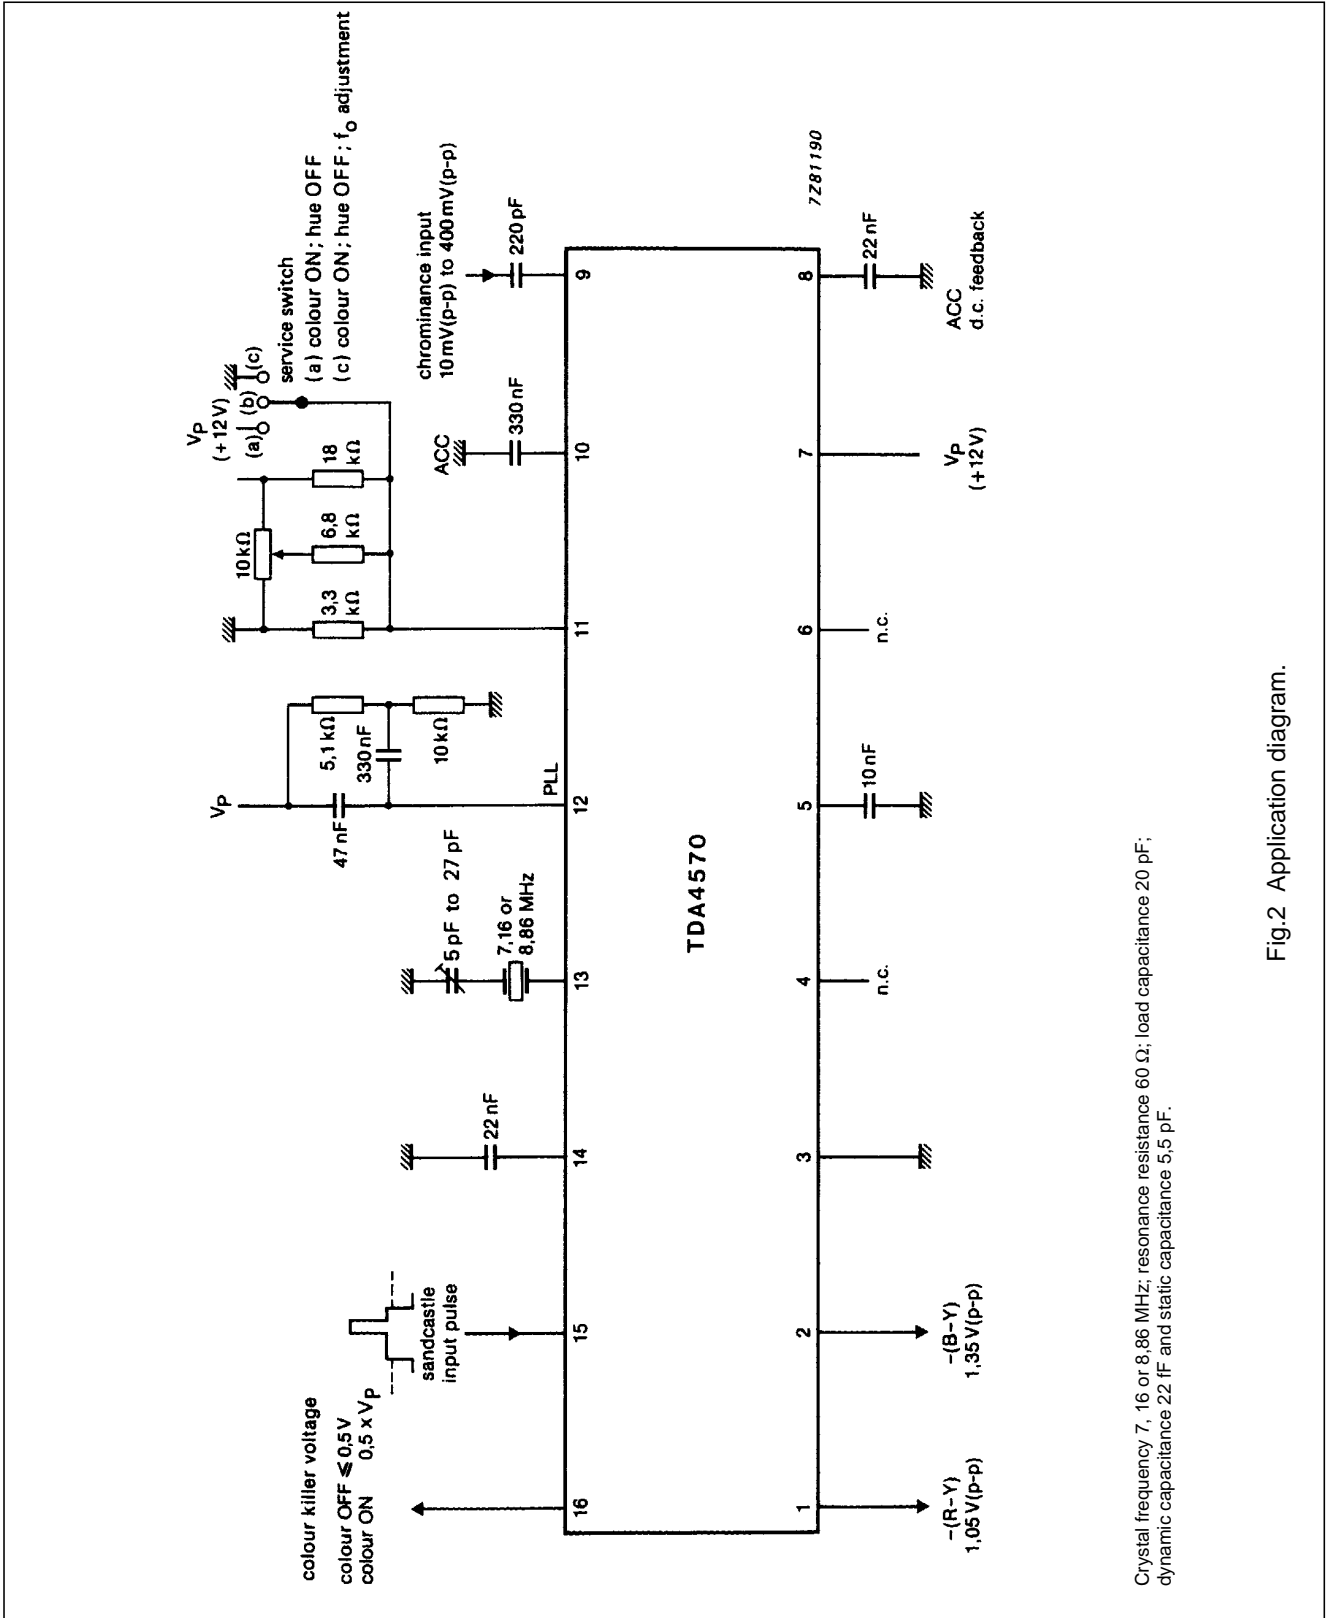 colour killer voltage
colour OFF ⩽ 0,5 V
colour ON 0,5 x VP
sandcastle
input pulse
22 nF
5 pF to 27 pF
7,16 or
8,86 MHz
VP
47 nF
5,1 kΩ
330 nF
10 kΩ
PLL
10 kΩ
3,3
kΩ
6,8
kΩ
18
kΩ
VP
(+12 V)
(a) (b) (c)
service switch
(a) colour ON; hue OFF
(c) colour ON; hue OFF; fo adjustment
ACC
330 nF
chrominance input
10 mV(p-p) to 400 mV(p-p)
220 pF
16 15 14 13 12 11 10 9
TDA4570
1 2 3 4 5 6 7 8
7Z81190
-(R-Y)
1,05 V(p-p)
-(B-Y)
1,35 V(p-p)
n.c.
10 nF
n.c.
VP
(+12 V)
22 nF
ACC
d.c. feedback
Crystal frequency 7, 16 or 8,86 MHz; resonance resistance 60 Ω; load capacitance 20 pF;
dynamic capacitance 22 fF and static capacitance 5,5 pF.
Fig.2 Application diagram.